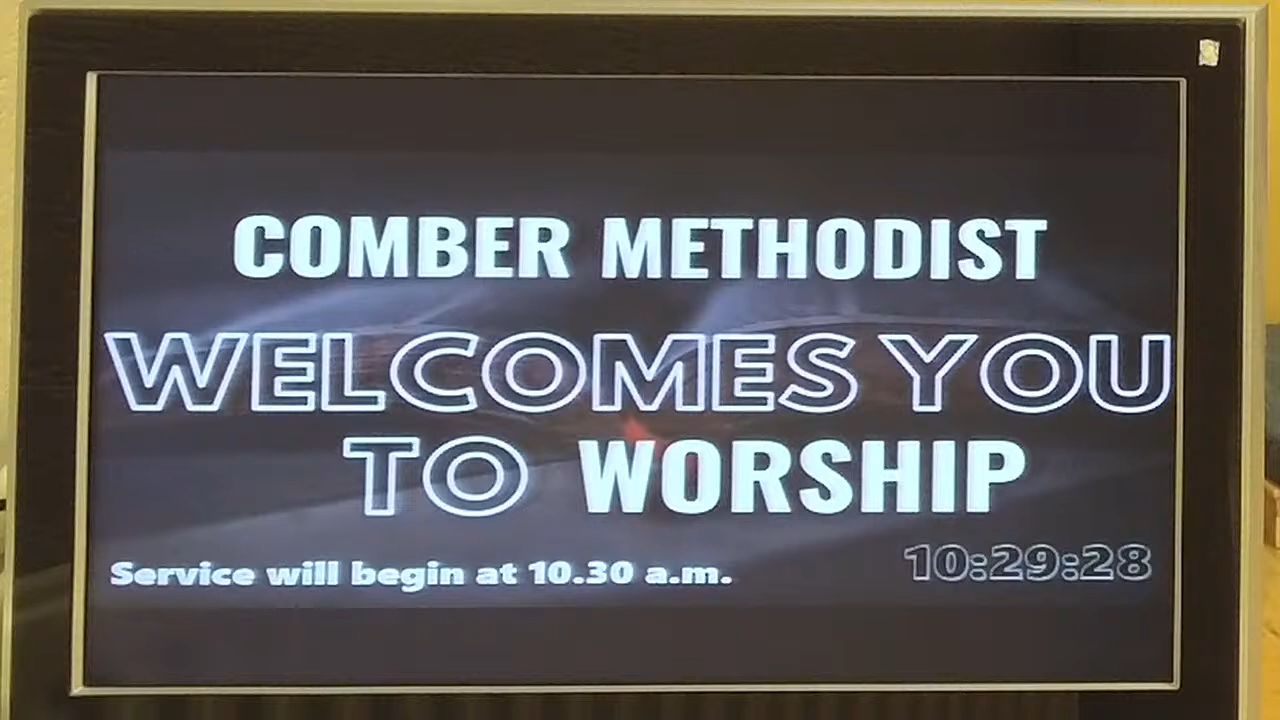 COMBER METHODIST
WELCOMES YOU
TO WORSHIP
Service will begin at 10.30 a.m.
10:29:28